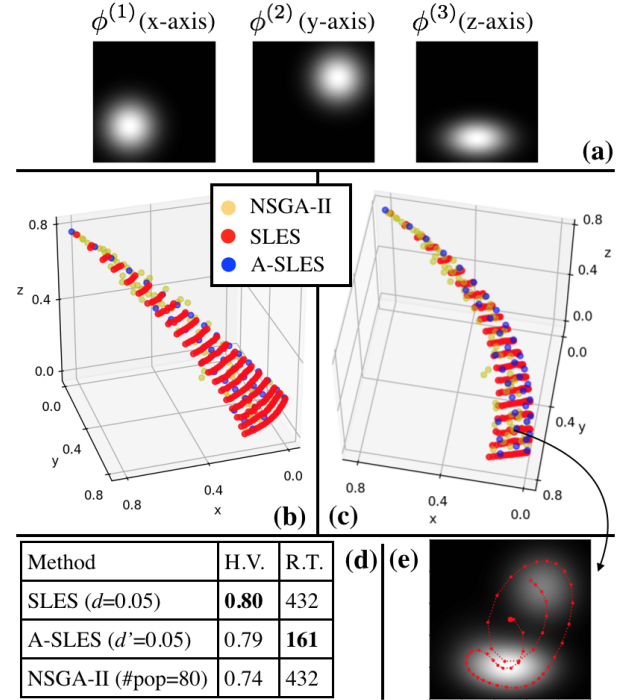 ϕ(1) (x-axis) ϕ(2) (y-axis) ϕ(3) (z-axis)
(a)
NSGA-II
SLES
A-SLES
0.8
z
0.4
0.0
0.0
y
0.4
0.8
0.8
0.4
x
0.0
(b)
0.8
z
0.4
0.0
0.0
0.4
y
0.8
0.8
0.4
x
0.0
(c)
Method H.V. R.T.
SLES (d=0.05) 0.80 432
A-SLES (d'=0.05) 0.79 161
NSGA-II (#pop=80) 0.74 432
(d)
(e)